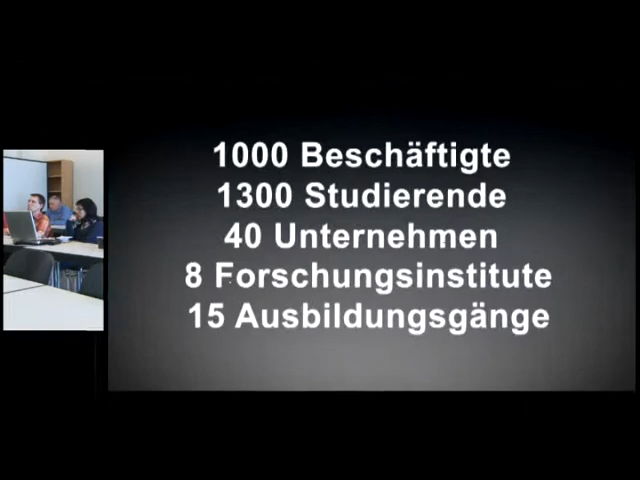 1000 Beschäftigte
1300 Studierende
40 Unternehmen
8 Forschungsinstitute
15 Ausbildungsgänge